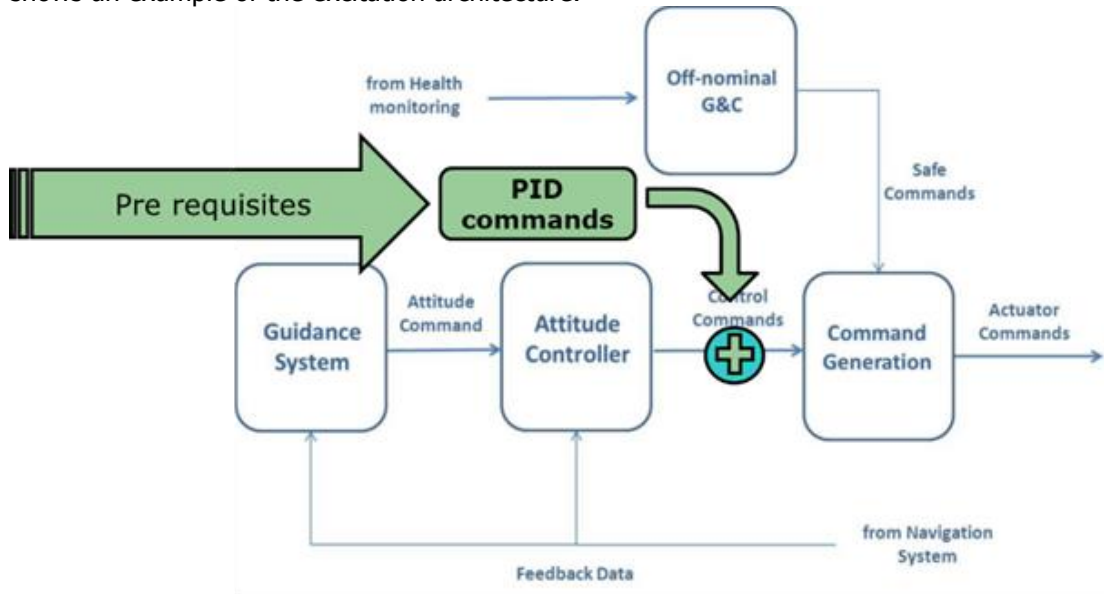 shows an example of the excitation architecture.
from Health
monitoring
Off-nominal
G&C
Safe
Commands
Pre requisites
PID
commands
Guidance
System
Attitude
Command
Attitude
Controller
Control
Commands
Command
Generation
Actuator
Commands
from Navigation
System
Feedback Data